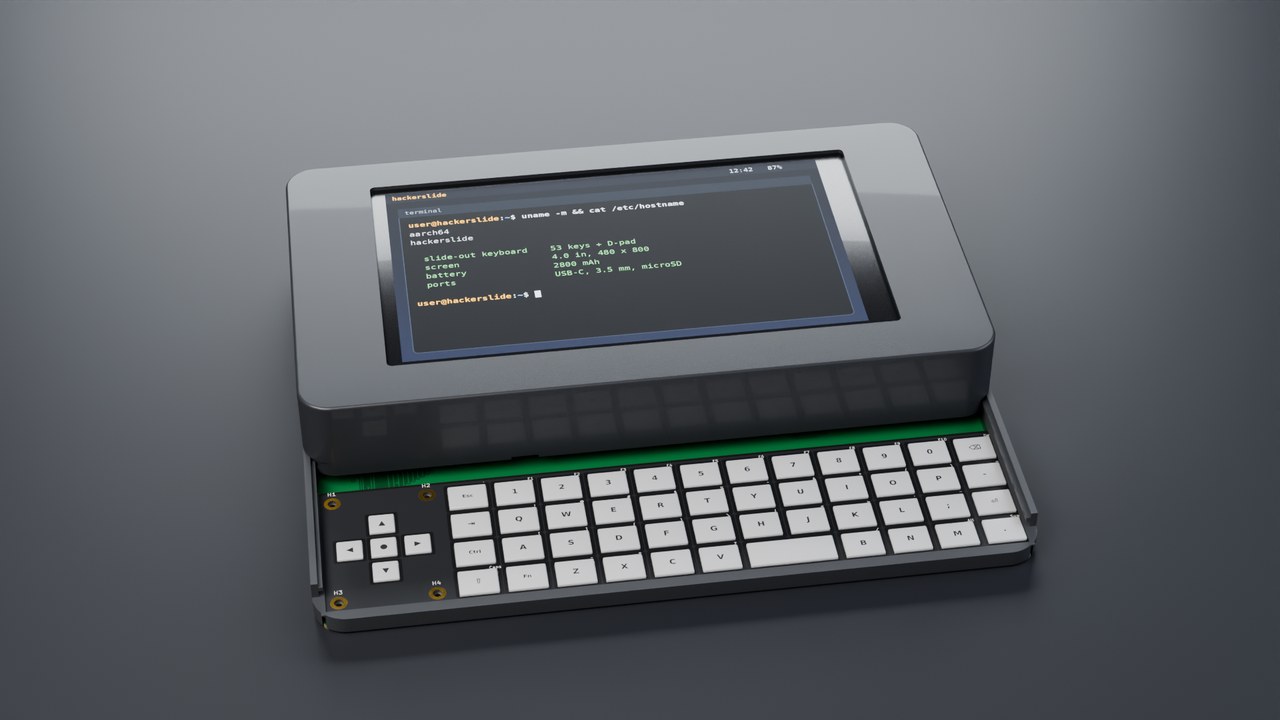 12:42 87%
hackerslide
terminal
user@hackerslide:~$ uname -m && cat /etc/hostname
aarch64
hackerslide
slide-out keyboard 53 keys + D-pad
screen 4.0 in, 480 x 800
battery 2800 mAh
ports USB-C, 3.5 mm, microSD
user@hackerslide:~$
H1 H2
Esc 1 2 3 4 5 6 7 8 9 0 ⌫
Q W E R T Y U I O P
Ctrl A S D F G H J K L ;
Fn Z X C V B N M
H3 H4